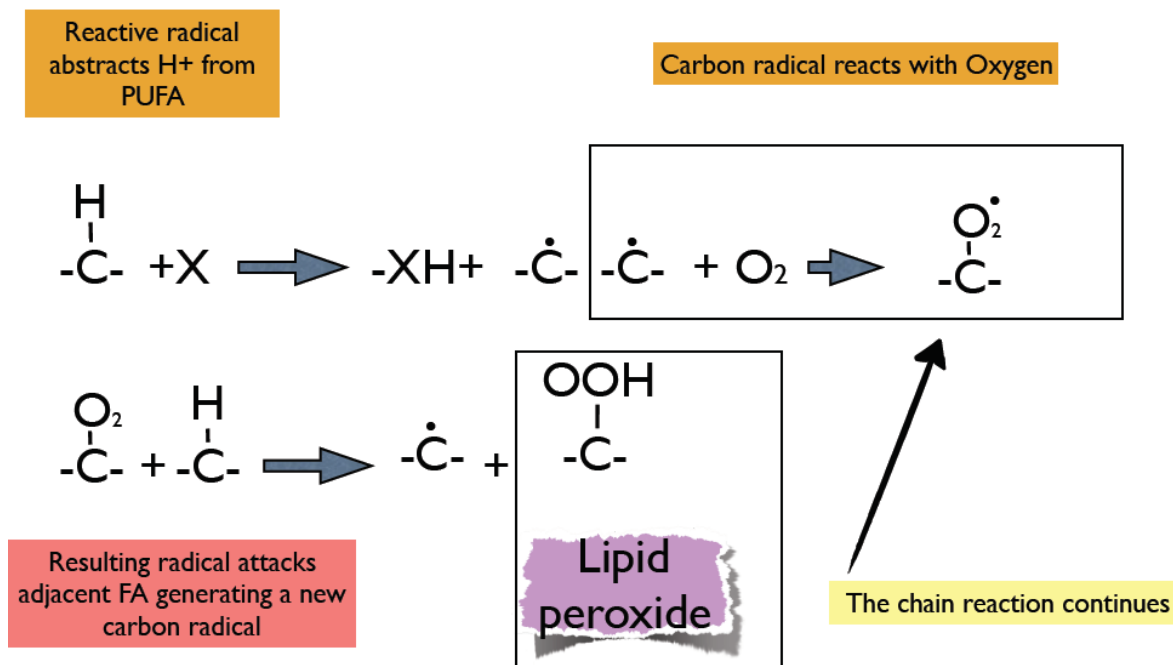 Reactive radical
abstracts H+ from
PUFA
Carbon radical reacts with Oxygen
H
-C- +X -XH+ -Ċ- -Ċ- + O₂ -C-
O₂•
O₂ H
-C- + -C- -Ċ- + -C-
OOH
Lipid
peroxide
Resulting radical attacks
adjacent FA generating a new
carbon radical
The chain reaction continues